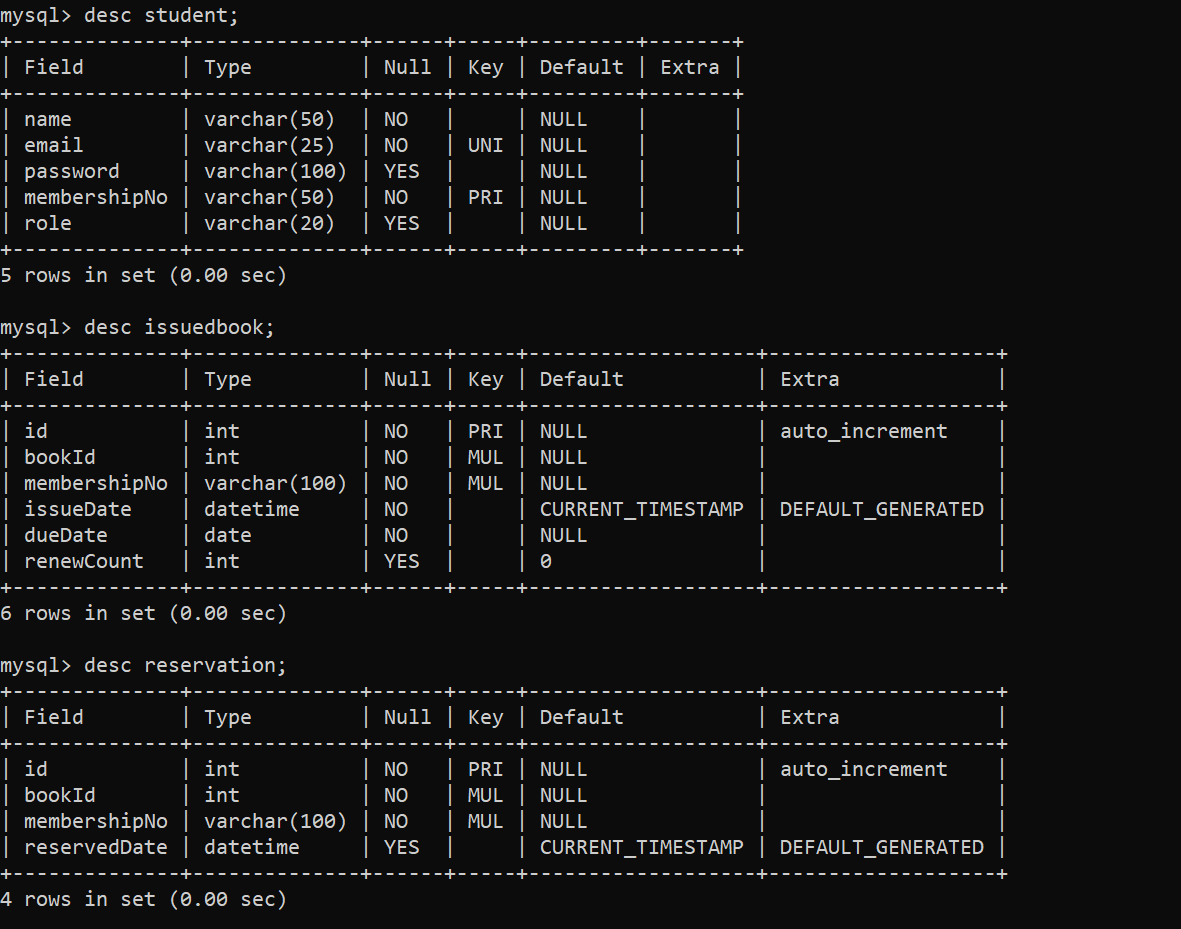 mysql> desc student;
+--------------+--------------+------+-----+---------+-------+
| Field        | Type         | Null | Key | Default | Extra |
+--------------+--------------+------+-----+---------+-------+
| name         | varchar(50)  | NO   |     | NULL    |       |
| email        | varchar(25)  | NO   | UNI | NULL    |       |
| password     | varchar(100) | YES  |     | NULL    |       |
| membershipNo | varchar(50)  | NO   | PRI | NULL    |       |
| role         | varchar(20)  | YES  |     | NULL    |       |
+--------------+--------------+------+-----+---------+-------+
5 rows in set (0.00 sec)

mysql> desc issuedbook;
+--------------+--------------+------+-----+-------------------+-------------------+
| Field        | Type         | Null | Key | Default           | Extra             |
+--------------+--------------+------+-----+-------------------+-------------------+
| id           | int          | NO   | PRI | NULL              | auto_increment    |
| bookId       | int          | NO   | MUL | NULL              |                   |
| membershipNo | varchar(100) | NO   | MUL | NULL              |                   |
| issueDate    | datetime     | NO   |     | CURRENT_TIMESTAMP | DEFAULT_GENERATED |
| dueDate      | date         | NO   |     | NULL              |                   |
| renewCount   | int          | YES  |     | 0                 |                   |
+--------------+--------------+------+-----+-------------------+-------------------+
6 rows in set (0.00 sec)

mysql> desc reservation;
+--------------+--------------+------+-----+-------------------+-------------------+
| Field        | Type         | Null | Key | Default           | Extra             |
+--------------+--------------+------+-----+-------------------+-------------------+
| id           | int          | NO   | PRI | NULL              | auto_increment    |
| bookId       | int          | NO   | MUL | NULL              |                   |
| membershipNo | varchar(100) | NO   | MUL | NULL              |                   |
| reservedDate | datetime     | YES  |     | CURRENT_TIMESTAMP | DEFAULT_GENERATED |
+--------------+--------------+------+-----+-------------------+-------------------+
4 rows in set (0.00 sec)